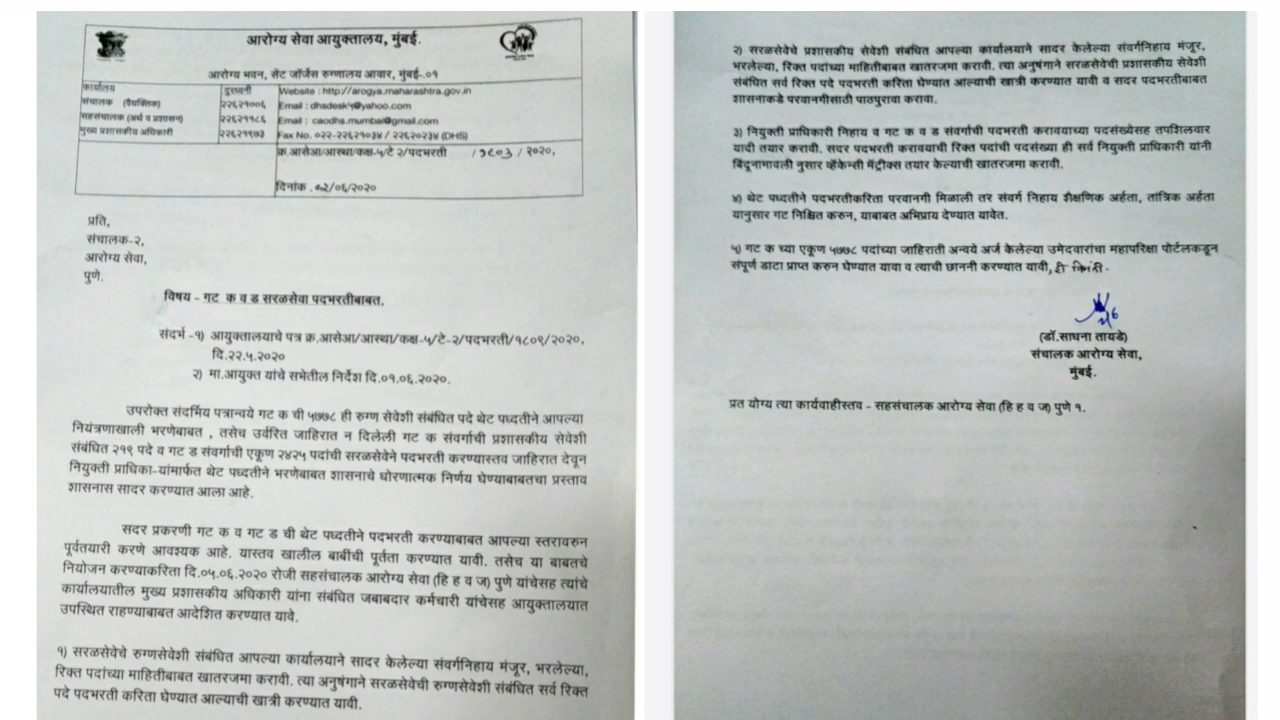 आरोग्य सेवा आयुक्तालय, मुंबई.
आरोग्य भवन, सेंट जॉर्जेस रुग्णालय आवार, मुंबई-.०१
कार्यालय दुरध्वनी Website : http://arogya.maharashtra.gov.in
संचालक (वैयक्तिक) २२६२१००६ Email : dhsdesk५@yahoo.com
सहसंचालक (अर्थ व प्रशासन) २२६२११८६ Email : caodhs.mumbai@gmail.com
मुख्य प्रशासकीय अधिकारी २२६२१९७३ Fax No. ०२२-२२६२१०३४ / २२६२०२३४ (DHS)
क्र.आसेआ/आस्था/कक्ष-५/टे २/पदभरती /१८०३ / २०२०,
दिनांक .०२/०६/२०२०
प्रति,
संचालक-२,
आरोग्य सेवा,
पुणे.
विषय - गट क व ड सरळसेवा पदभरतीबाबत.
संदर्भ -१) आयुक्तालयाचे पत्र क्र.आसेआ/आस्था/कक्ष-५/टे-२/पदभरती/१८०९/२०२०,
दि.२२.५.२०२०
२) मा.आयुक्त यांचे सभेतील निर्देश दि.०१.०६.२०२०.
उपरोक्त संदर्भिय पत्रान्वये गट क ची ५७७८ ही रुग्ण सेवेशी संबंधित पदे थेट पध्दतीने आपल्या
नियंत्रणाखाली भरणेबाबत , तसेच उर्वरित जाहिरात न दिलेली गट क संवर्गाची प्रशासकीय सेवेशी
संबंधित २१९ पदे व गट ड संवर्गाची एकूण २४२५ पदांची सरळसेवेने पदभरती करण्यास्तव जाहिरात देवून
नियुक्ती प्राधिका-यांमार्फत थेट पध्दतीने भरणेबाबत शासनाचे धोरणात्मक निर्णय घेण्याबाबतचा प्रस्ताव
शासनास सादर करण्यात आला आहे.
सदर प्रकरणी गट क व गट ड ची थेट पध्दतीने पदभरती करण्याबाबत आपल्या स्तरावरुन
पूर्वतयारी करणे आवश्यक आहे. यास्तव खालील बाबींची पूर्तता करण्यात यावी. तसेच या बाबतचे
नियोजन करण्याकरिता दि.०५.०६.२०२० रोजी सहसंचालक आरोग्य सेवा (हि ह व ज) पुणे यांचेसह त्यांचे
कार्यालयातील मुख्य प्रशासकीय अधिकारी यांना संबंधित जबाबदार कर्मचारी यांचेसह आयुक्तालयात
उपस्थित राहण्याबाबत आदेशित करण्यात यावे.
१) सरळसेवेचे रुग्णसेवेशी संबंधित आपल्या कार्यालयाने सादर केलेल्या संवर्गनिहाय मंजूर, भरलेल्या,
रिक्त पदांच्या माहितीबाबत खातरजमा करावी. त्या अनुषंगाने सरळसेवेची रुग्णसेवेशी संबंधित सर्व रिक्त
पदे पदभरती करिता घेण्यात आल्याची खात्री करण्यात यावी.
२) सरळसेवेचे प्रशासकीय सेवेशी संबंधित आपल्या कार्यालयाने सादर केलेल्या संवर्गनिहाय मंजूर,
भरलेल्या, रिक्त पदांच्या माहितीबाबत खातरजमा करावी. त्या अनुषंगाने सरळसेवेची प्रशासकीय सेवेशी
संबंधित सर्व रिक्त पदे पदभरती करिता घेण्यात आल्याची खात्री करण्यात यावी व सदर पदभरतीबाबत
शासनाकडे परवानगीसाठी पाठपुरावा करावा.
३) नियुक्ती प्राधिकारी निहाय व गट क व ड संवर्गाची पदभरती करावयाच्या पदसंख्येसह तपशिलवार
यादी तयार करावी. सदर पदभरती करावयाची रिक्त पदांची पदसंख्या ही सर्व नियुक्ती प्राधिकारी यांनी
बिंदूनामावली नुसार व्हॅकेन्सी मॅट्रीक्स तयार केल्याची खातरजमा करावी.
४) थेट पध्दतीने पदभरतीकरिता परवानगी मिळाली तर संवर्ग निहाय शैक्षणिक अर्हता, तांत्रिक अर्हता
यानुसार गट निश्चित करुन, याबाबत अभिप्राय देण्यात यावेत.
५) गट क च्या एकूण ५७७८ पदांच्या जाहिराती अन्वये अर्ज केलेल्या उमेदवारांचा महापरिक्षा पोर्टलकडून
संपूर्ण डाटा प्राप्त करुन घेण्यात यावा व त्याची छाननी करण्यात यावी, ही विनंती.
(डॉ.साधना तायडे)
संचालक आरोग्य सेवा,
मुंबई.
प्रत योग्य त्या कार्यवाहीस्तव - सहसंचालक आरोग्य सेवा (हि ह व ज) पुणे १.